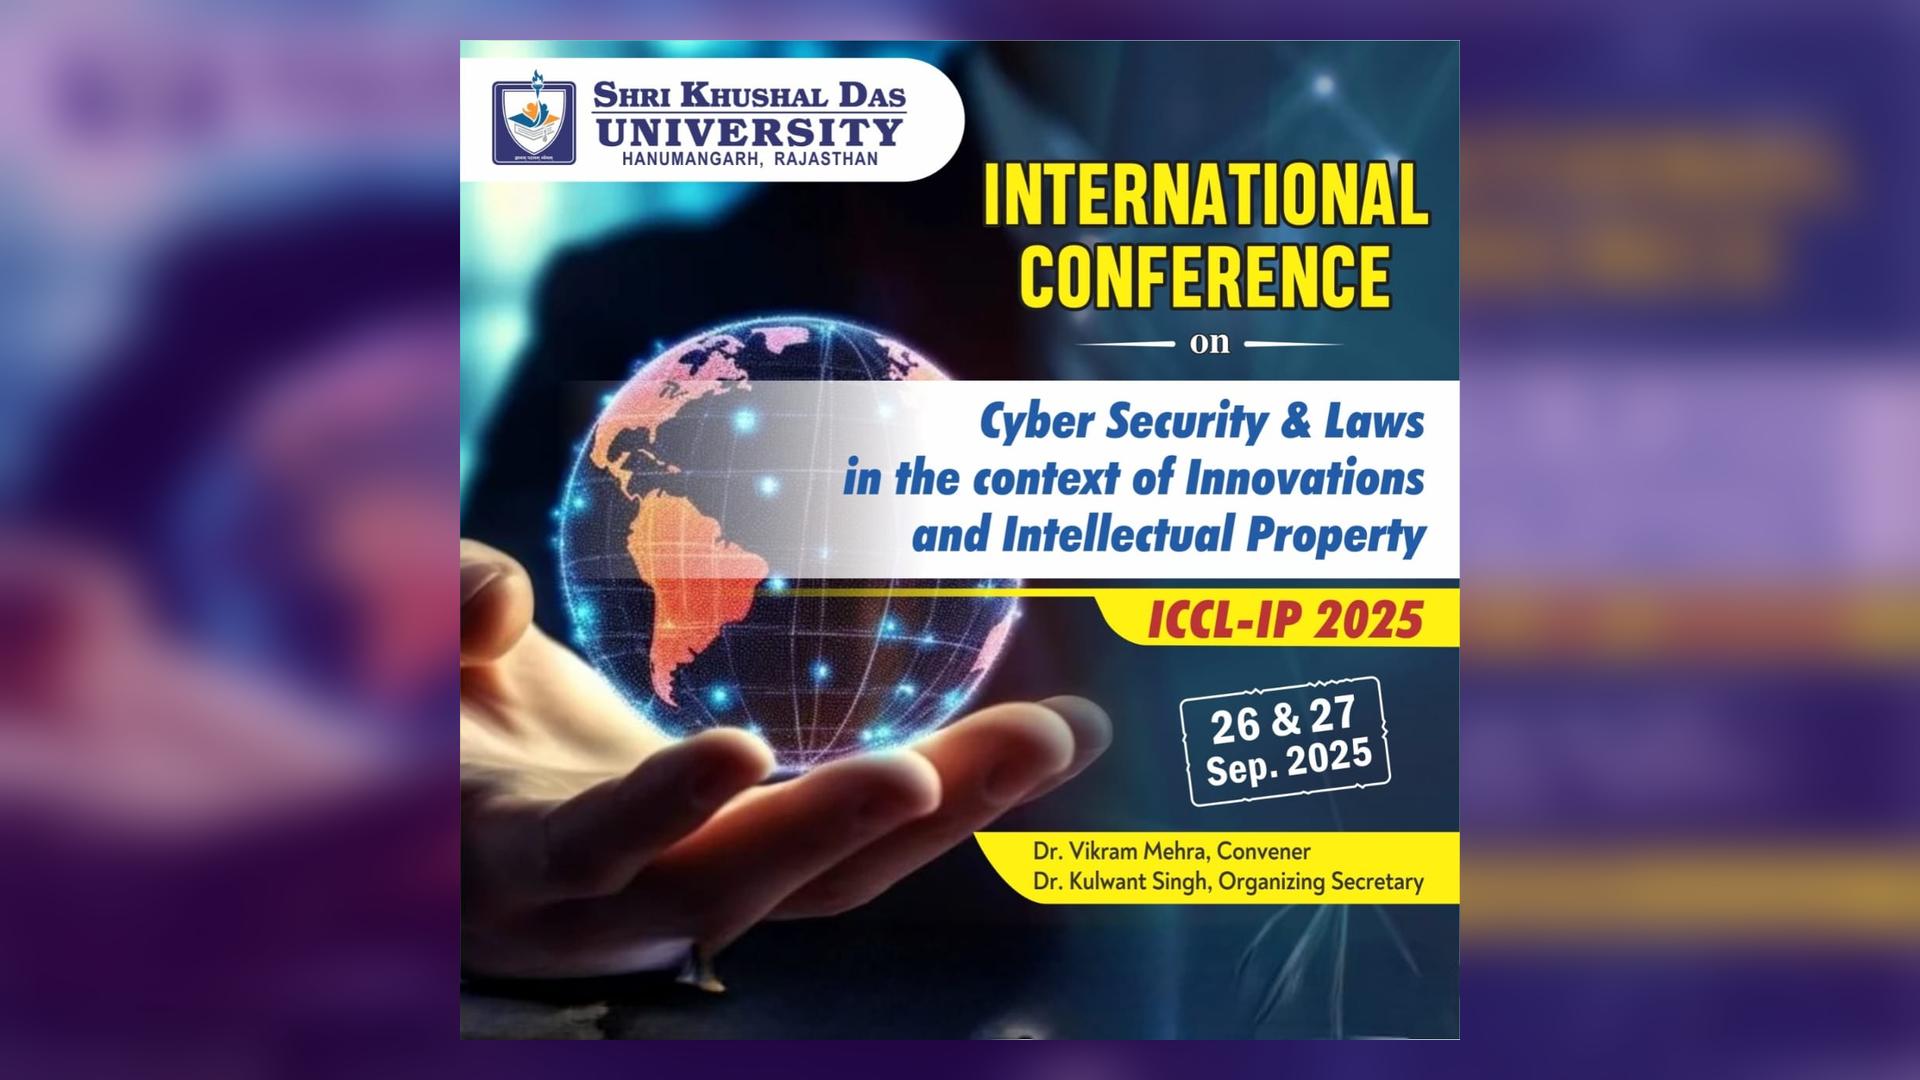 SHRI KHUSHAL DAS
UNIVERSITY
HANUMANGARH, RAJASTHAN
INTERNATIONAL
CONFERENCE
on
Cyber Security & Laws
in the context of Innovations
and Intellectual Property
ICCL-IP 2025
26 & 27
Sep. 2025
Dr. Vikram Mehra, Convener
Dr. Kulwant Singh, Organizing Secretary